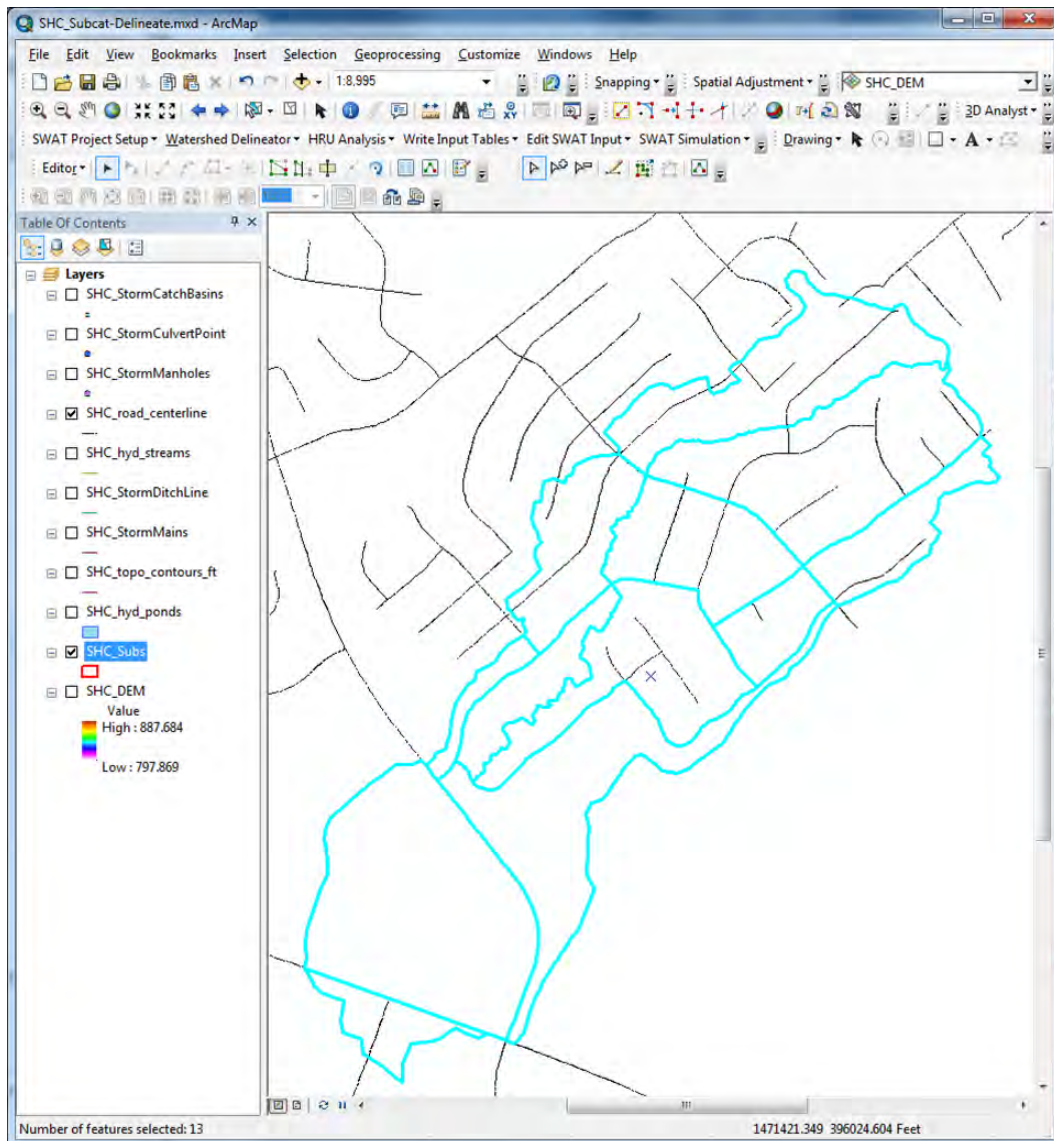 SHC_Subcat-Delineate.mxd - ArcMap
File Edit View Bookmarks Insert Selection Geoprocessing Customize Windows Help
1:8,995 Snapping Spatial Adjustment SHC_DEM
3D Analyst
SWAT Project Setup Watershed Delineator HRU Analysis Write Input Tables Edit SWAT Input SWAT Simulation Drawing A
Editor
Table Of Contents
Layers
SHC_StormCatchBasins
SHC_StormCulvertPoint
SHC_StormManholes
SHC_road_centerline
SHC_hyd_streams
SHC_StormDitchLine
SHC_StormMains
SHC_topo_contours_ft
SHC_hyd_ponds
SHC_Subs
SHC_DEM
Value
High : 887.684
Low : 797.869
Number of features selected: 13
1471421.349 396024.604 Feet